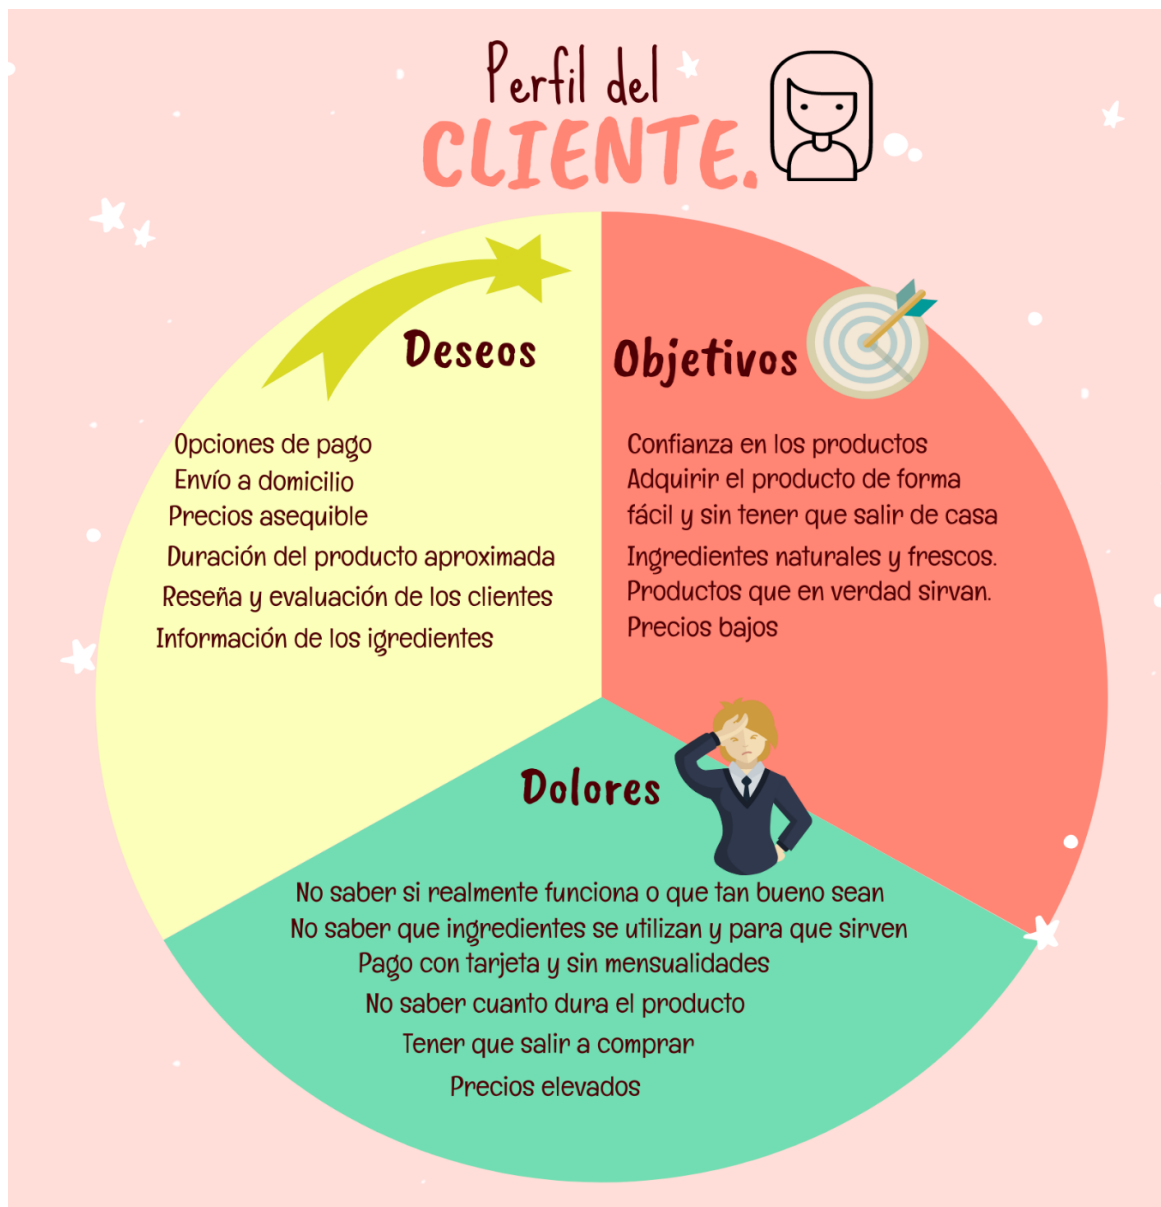 Perfil del
CLIENTE.
Deseos
Opciones de pago
Envío a domicilio
Precios asequible
Duración del producto aproximada
Reseña y evaluación de los clientes
Información de los igredientes
Objetivos
Confianza en los productos
Adquirir el producto de forma
fácil y sin tener que salir de casa
Ingredientes naturales y frescos.
Productos que en verdad sirvan.
Precios bajos
Dolores
No saber si realmente funciona o que tan bueno sean
No saber que ingredientes se utilizan y para que sirven
Pago con tarjeta y sin mensualidades
No saber cuanto dura el producto
Tener que salir a comprar
Precios elevados